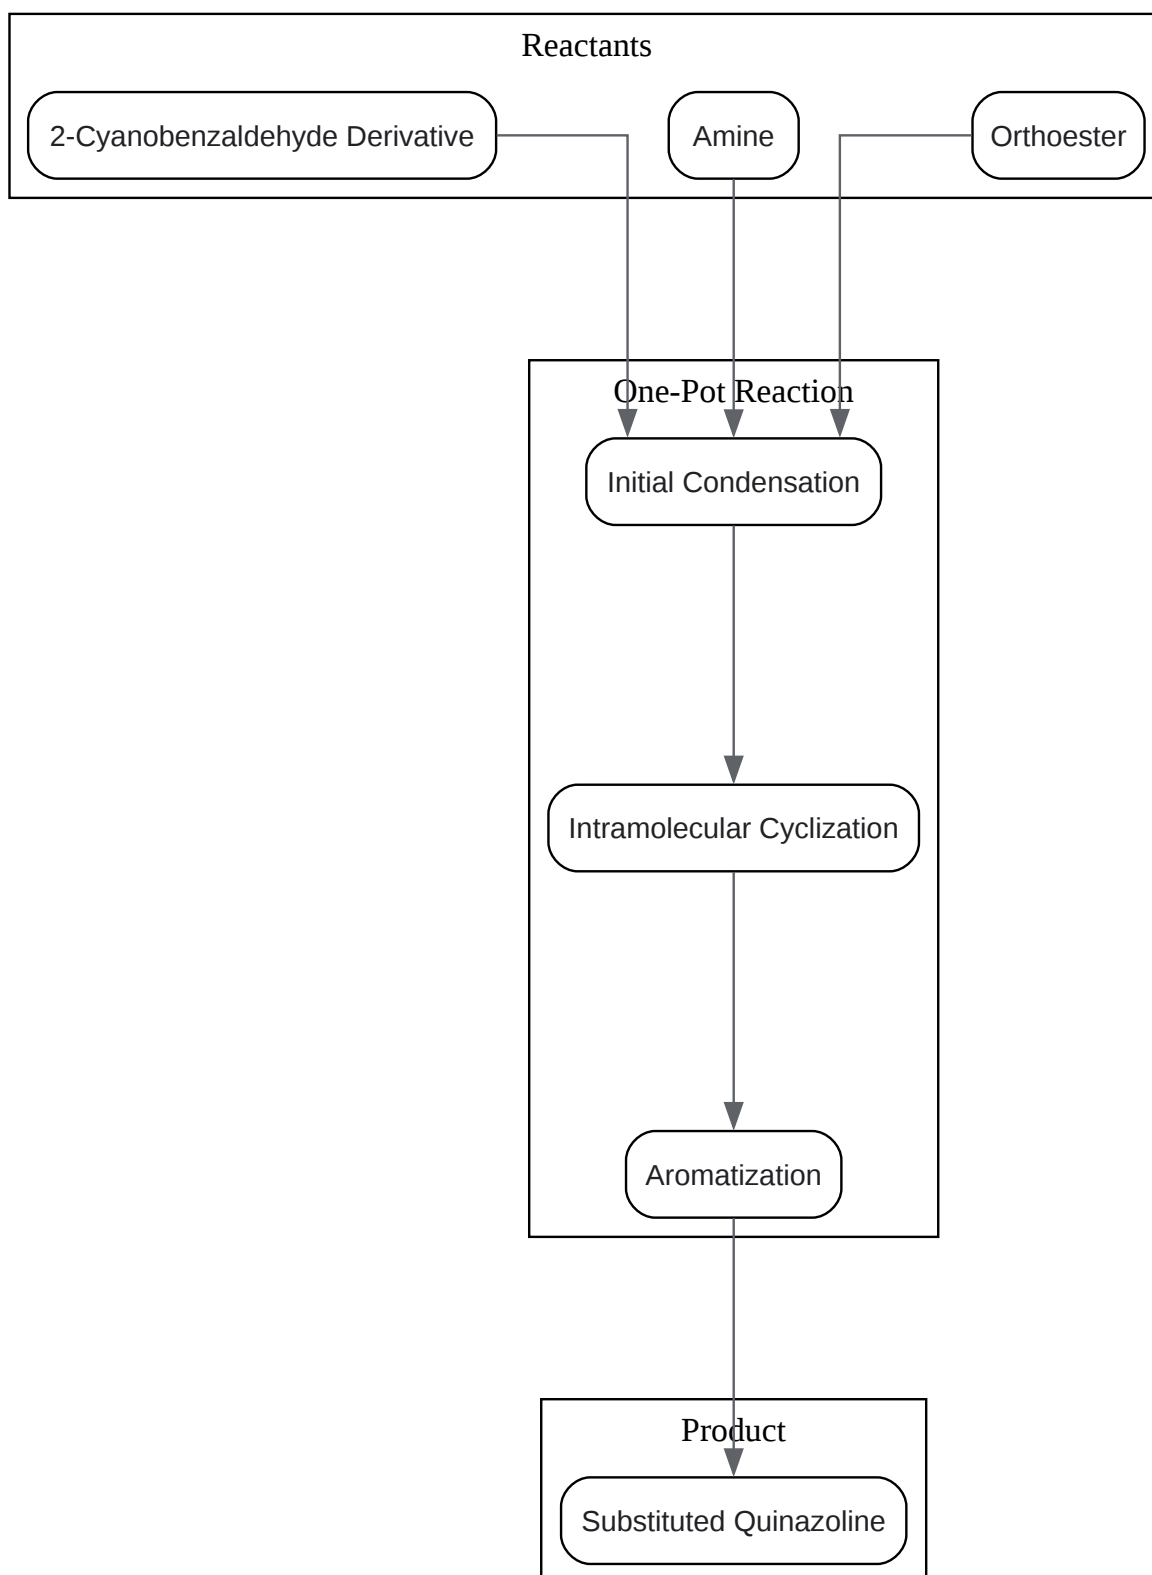 Reactants
2-Cyanobenzaldehyde Derivative
Amine
Orthoester
One-Pot Reaction
Initial Condensation
Intramolecular Cyclization
Aromatization
Product
Substituted Quinazoline